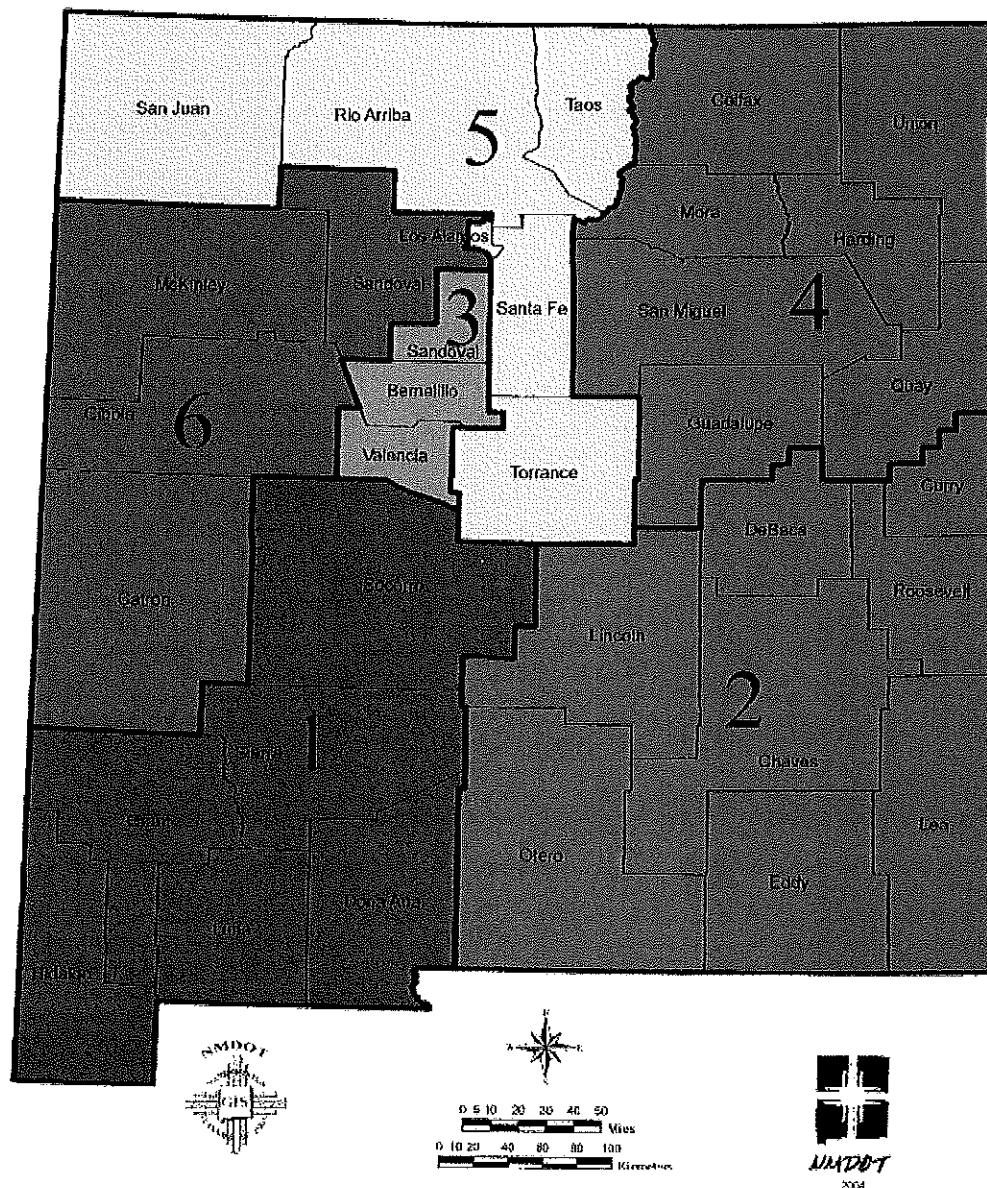 San Juan
Rio Arriba
Taos
Colfax
Union
5
Mora
Harding
Los Alamos
McKinley
Sandoval
3
Santa Fe
San Miguel
4
Sandoval
Bernalillo
Quay
Cibola
6
Guadalupe
Valencia
Torrance
Curry
DeBaca
Socorro
Catron
Roosevelt
Lincoln
2
1
Sierra
Chaves
Grant
Lea
Otero
Eddy
Dona Ana
Luna
Hidalgo
NMDOT
GIS
N
W
E
0 5 10 20 30 40 50
Miles
0 10 20 40 60 80 100
Kilometers
NMDOT
2004